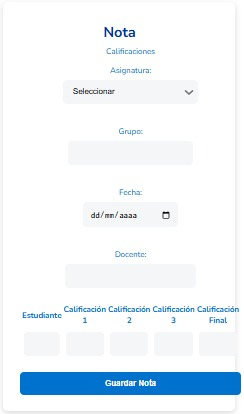 Nota
Calificaciones
Asignatura:
Seleccionar
Grupo:
Fecha:
dd/mm/aaaa
Docente:
Estudiante Calificación 1 Calificación 2 Calificación 3 Calificación Final
Guardar Nota